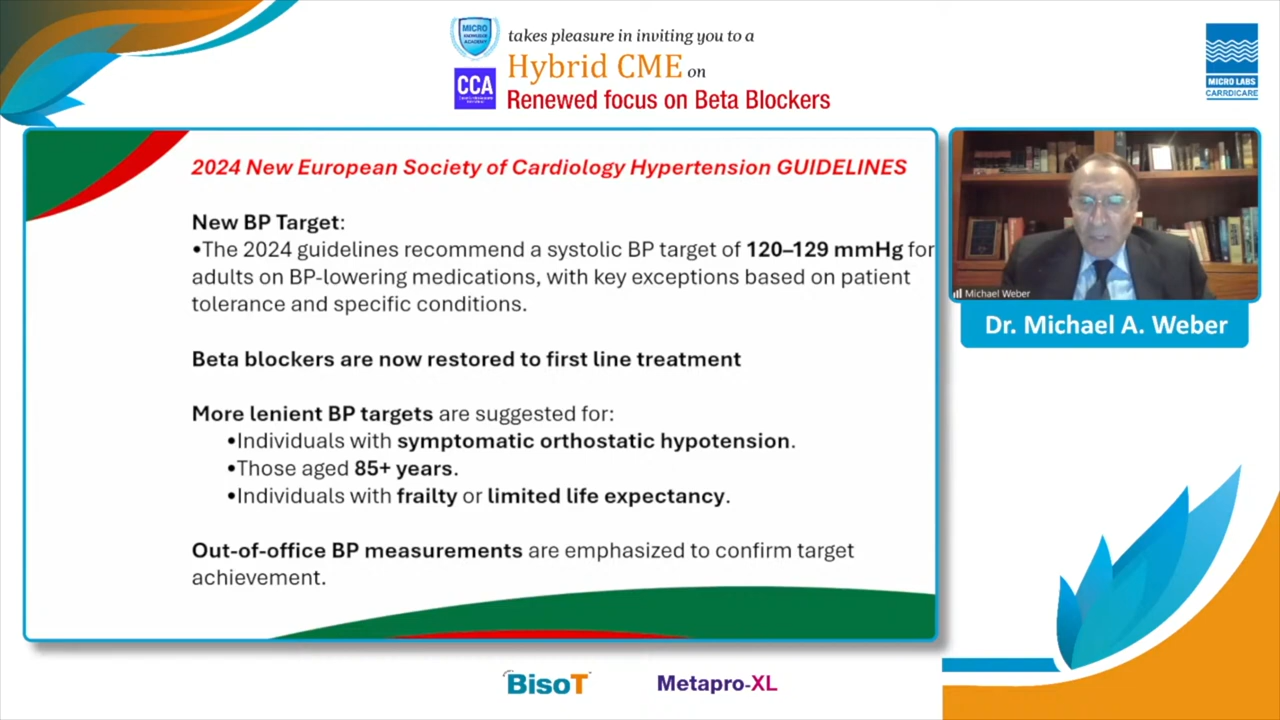 MICRO
KNOWLEDGE
ACADEMY
takes pleasure in inviting you to a
CCA
Hybrid CME on
Renewed focus on Beta Blockers
MICRO LABS
CARRDICARE
2024 New European Society of Cardiology Hypertension GUIDELINES
New BP Target:
•The 2024 guidelines recommend a systolic BP target of 120–129 mmHg for
adults on BP-lowering medications, with key exceptions based on patient
tolerance and specific conditions.
Beta blockers are now restored to first line treatment
More lenient BP targets are suggested for:
•Individuals with symptomatic orthostatic hypotension.
•Those aged 85+ years.
•Individuals with frailty or limited life expectancy.
Out-of-office BP measurements are emphasized to confirm target
achievement.
Michael Weber
Dr. Michael A. Weber
BisoT
Metapro-XL